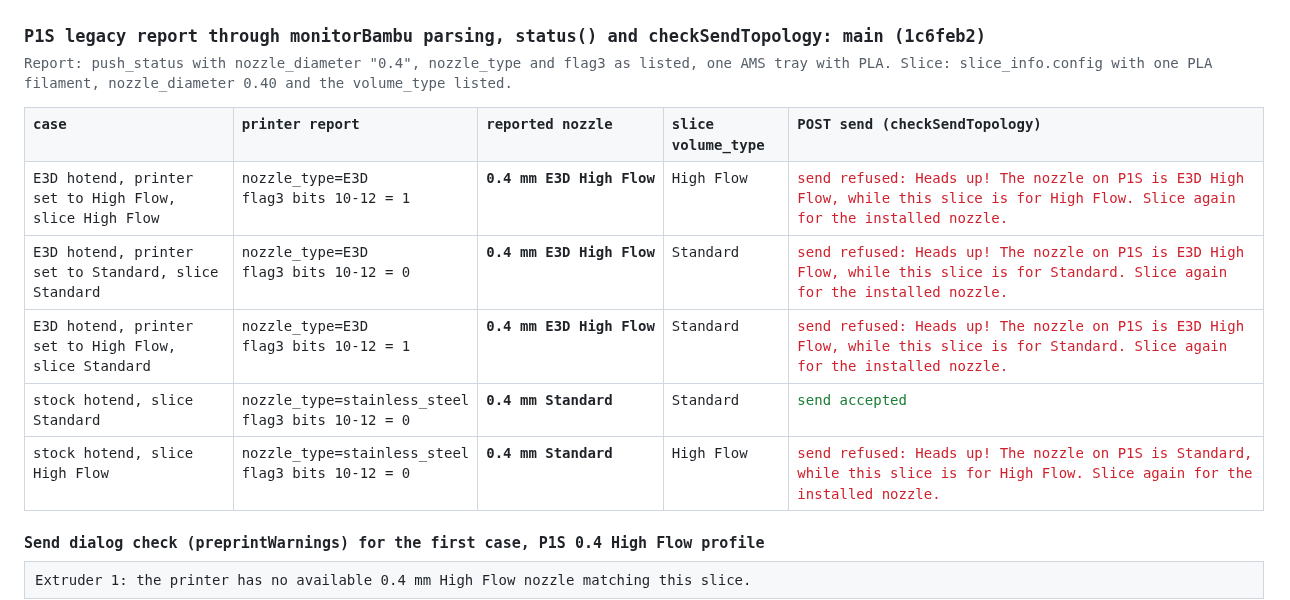 P1S legacy report through monitorBambu parsing, status() and checkSendTopology: main (1c6feb2)
Report: push_status with nozzle_diameter "0.4", nozzle_type and flag3 as listed, one AMS tray with PLA. Slice: slice_info.config with one PLA
filament, nozzle_diameter 0.40 and the volume_type listed.
case
printer report
reported nozzle
slice
volume_type
POST send (checkSendTopology)
E3D hotend, printer
set to High Flow,
slice High Flow
nozzle_type=E3D
flag3 bits 10-12 = 1
0.4 mm E3D High Flow
High Flow
send refused: Heads up! The nozzle on P1S is E3D High
Flow, while this slice is for High Flow. Slice again
for the installed nozzle.
E3D hotend, printer
set to Standard, slice
Standard
nozzle_type=E3D
flag3 bits 10-12 = 0
0.4 mm E3D High Flow
Standard
send refused: Heads up! The nozzle on P1S is E3D High
Flow, while this slice is for Standard. Slice again
for the installed nozzle.
E3D hotend, printer
set to High Flow,
slice Standard
nozzle_type=E3D
flag3 bits 10-12 = 1
0.4 mm E3D High Flow
Standard
send refused: Heads up! The nozzle on P1S is E3D High
Flow, while this slice is for Standard. Slice again
for the installed nozzle.
stock hotend, slice
Standard
nozzle_type=stainless_steel
flag3 bits 10-12 = 0
0.4 mm Standard
Standard
send accepted
stock hotend, slice
High Flow
nozzle_type=stainless_steel
flag3 bits 10-12 = 0
0.4 mm Standard
High Flow
send refused: Heads up! The nozzle on P1S is Standard,
while this slice is for High Flow. Slice again for the
installed nozzle.
Send dialog check (preprintWarnings) for the first case, P1S 0.4 High Flow profile
Extruder 1: the printer has no available 0.4 mm High Flow nozzle matching this slice.